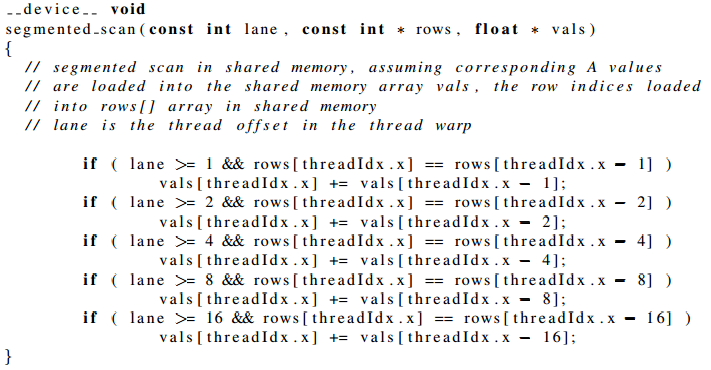 __device__ void
segmented_scan(const int lane, const int * rows, float * vals)
{
// segmented scan in shared memory, assuming corresponding A values
// are loaded into the shared memory array vals, the row indices loaded
// into rows[] array in shared memory
// lane is the thread offset in the thread warp
if ( lane >= 1 && rows[threadIdx.x] == rows[threadIdx.x - 1] )
vals[threadIdx.x] += vals[threadIdx.x - 1];
if ( lane >= 2 && rows[threadIdx.x] == rows[threadIdx.x - 2] )
vals[threadIdx.x] += vals[threadIdx.x - 2];
if ( lane >= 4 && rows[threadIdx.x] == rows[threadIdx.x - 4] )
vals[threadIdx.x] += vals[threadIdx.x - 4];
if ( lane >= 8 && rows[threadIdx.x] == rows[threadIdx.x - 8] )
vals[threadIdx.x] += vals[threadIdx.x - 8];
if ( lane >= 16 && rows[threadIdx.x] == rows[threadIdx.x - 16] )
vals[threadIdx.x] += vals[threadIdx.x - 16];
}